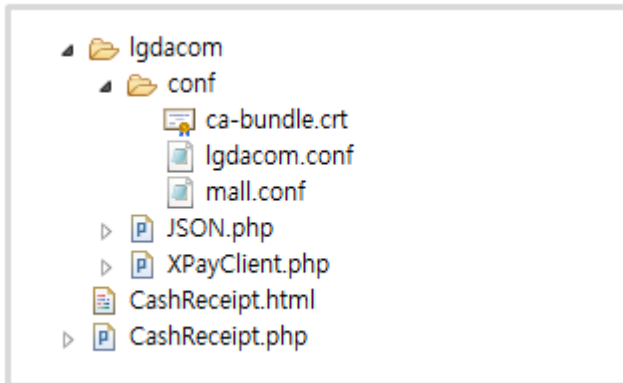 lgdacom
conf
ca-bundle.crt
lgdacom.conf
mall.conf
JSON.php
XPayClient.php
CashReceipt.html
CashReceipt.php